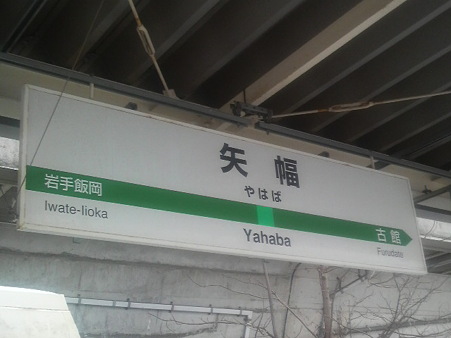 矢幅
やはば
岩手飯岡
Iwate-Iioka
Yahaba
古館
Furudate